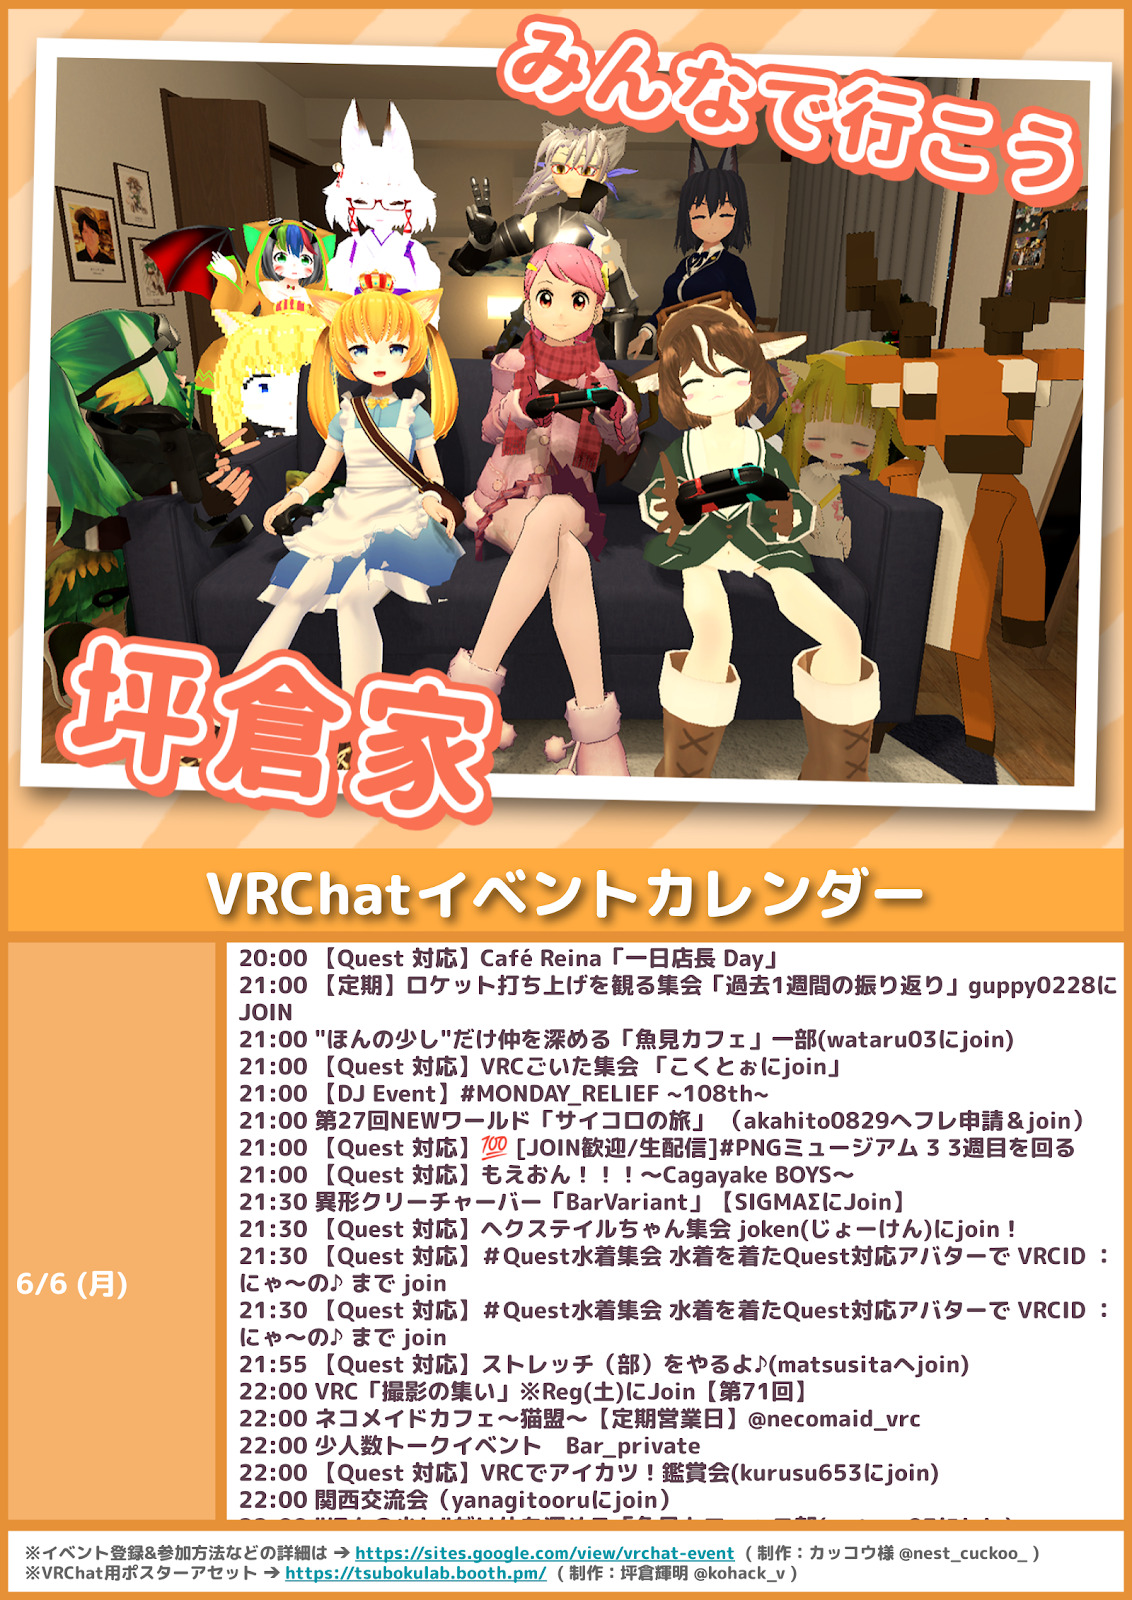 みんなで行こう
坪倉家
VRChatイベントカレンダー
6/6 (月)
20:00 【Quest 対応】Café Reina「一日店長 Day」
21:00 【定期】ロケット打ち上げを観る集会「過去1週間の振り返り」guppy0228に
JOIN
21:00 "ほんの少し"だけ仲を深める「魚見カフェ」一部(wataru03にjoin)
21:00 【Quest 対応】VRCごいた集会 「こくとぉにjoin」
21:00 【DJ Event】#MONDAY_RELIEF ~108th~
21:00 第27回NEWワールド「サイコロの旅」 （akahito0829へフレ申請＆join）
21:00 【Quest 対応】💯 [JOIN歓迎/生配信]#PNGミュージアム 3 3週目を回る
21:00 【Quest 対応】もえおん！！！〜Cagayake BOYS〜
21:30 異形クリーチャーバー「BarVariant」【SIGMAΣにJoin】
21:30 【Quest 対応】ヘクステイルちゃん集会 joken(じょーけん)にjoin！
21:30 【Quest 対応】＃Quest水着集会 水着を着たQuest対応アバターで VRCID ：
にゃ〜の♪ まで join
21:30 【Quest 対応】＃Quest水着集会 水着を着たQuest対応アバターで VRCID ：
にゃ〜の♪ まで join
21:55 【Quest 対応】ストレッチ（部）をやるよ♪(matsusitaへjoin)
22:00 VRC「撮影の集い」※Reg(土)にJoin【第71回】
22:00 ネコメイドカフェ〜猫盟〜【定期営業日】@necomaid_vrc
22:00 少人数トークイベント　Bar_private
22:00 【Quest 対応】VRCでアイカツ！鑑賞会(kurusu653にjoin)
22:00 関西交流会（yanagitooruにjoin）
※イベント登録&参加方法などの詳細は → https://sites.google.com/view/vrchat-event （ 制作：カッコウ様 @nest_cuckoo_ ）
※VRChat用ポスターアセット → https://tsubokulab.booth.pm/ （ 制作：坪倉輝明 @kohack_v ）